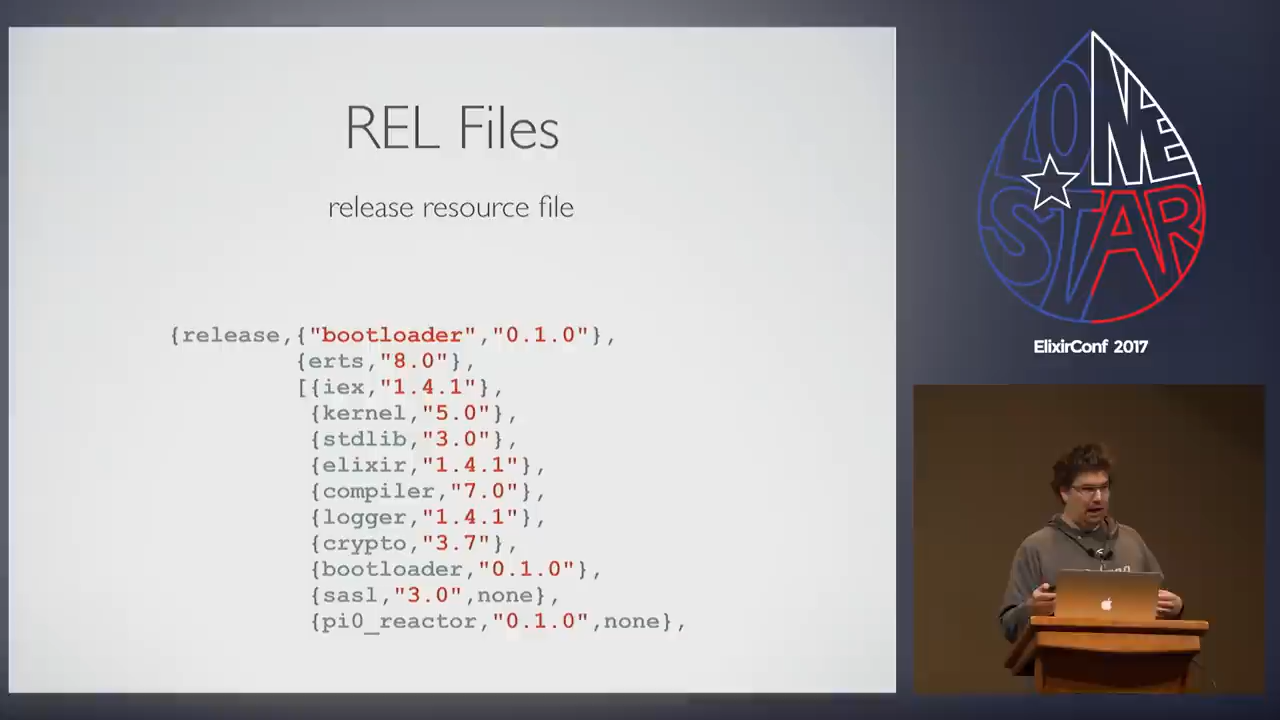 REL Files
release resource file
{release,{"bootloader","0.1.0"},
{erts,"8.0"},
[{iex,"1.4.1"},
{kernel,"5.0"},
{stdlib,"3.0"},
{elixir,"1.4.1"},
{compiler,"7.0"},
{logger,"1.4.1"},
{crypto,"3.7"},
{bootloader,"0.1.0"},
{sasl,"3.0",none},
{pi0_reactor,"0.1.0",none},
LONE
STAR
ElixirConf 2017